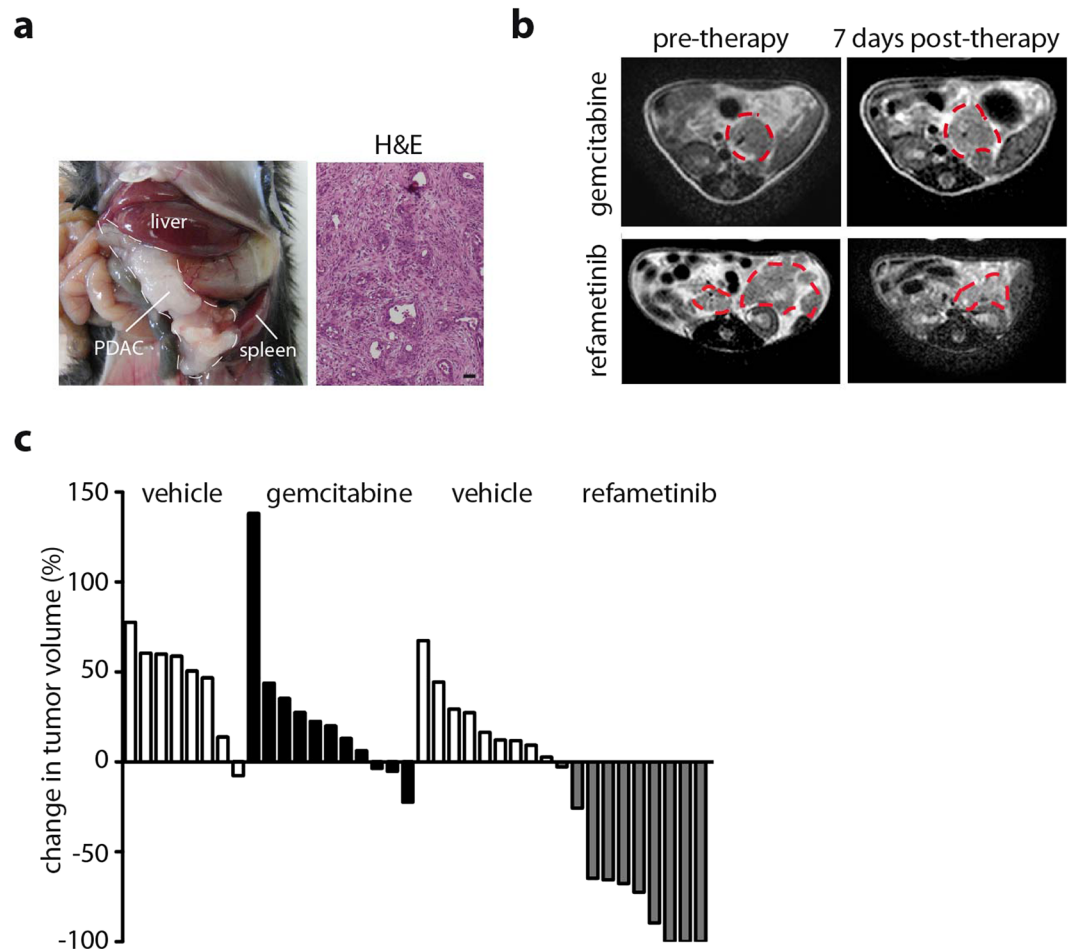 a
H&E
liver
PDAC
spleen
b
pre-therapy 7 days post-therapy
gemcitabine
refametinib
c
change in tumor volume (%)
150
100
50
0
-50
-100
vehicle gemcitabine vehicle refametinib